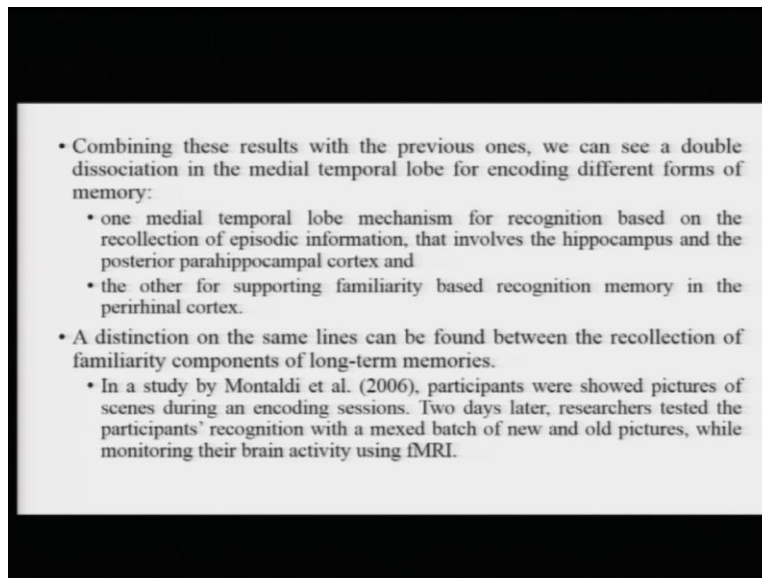 • Combining these results with the previous ones, we can see a double
dissociation in the medial temporal lobe for encoding different forms of
memory:
• one medial temporal lobe mechanism for recognition based on the
recollection of episodic information, that involves the hippocampus and the
posterior parahippocampal cortex and
• the other for supporting familiarity based recognition memory in the
perirhinal cortex.
• A distinction on the same lines can be found between the recollection of
familiarity components of long-term memories.
• In a study by Montaldi et al. (2006), participants were showed pictures of
scenes during an encoding sessions. Two days later, researchers tested the
participants' recognition with a mexed batch of new and old pictures, while
monitoring their brain activity using fMRI.